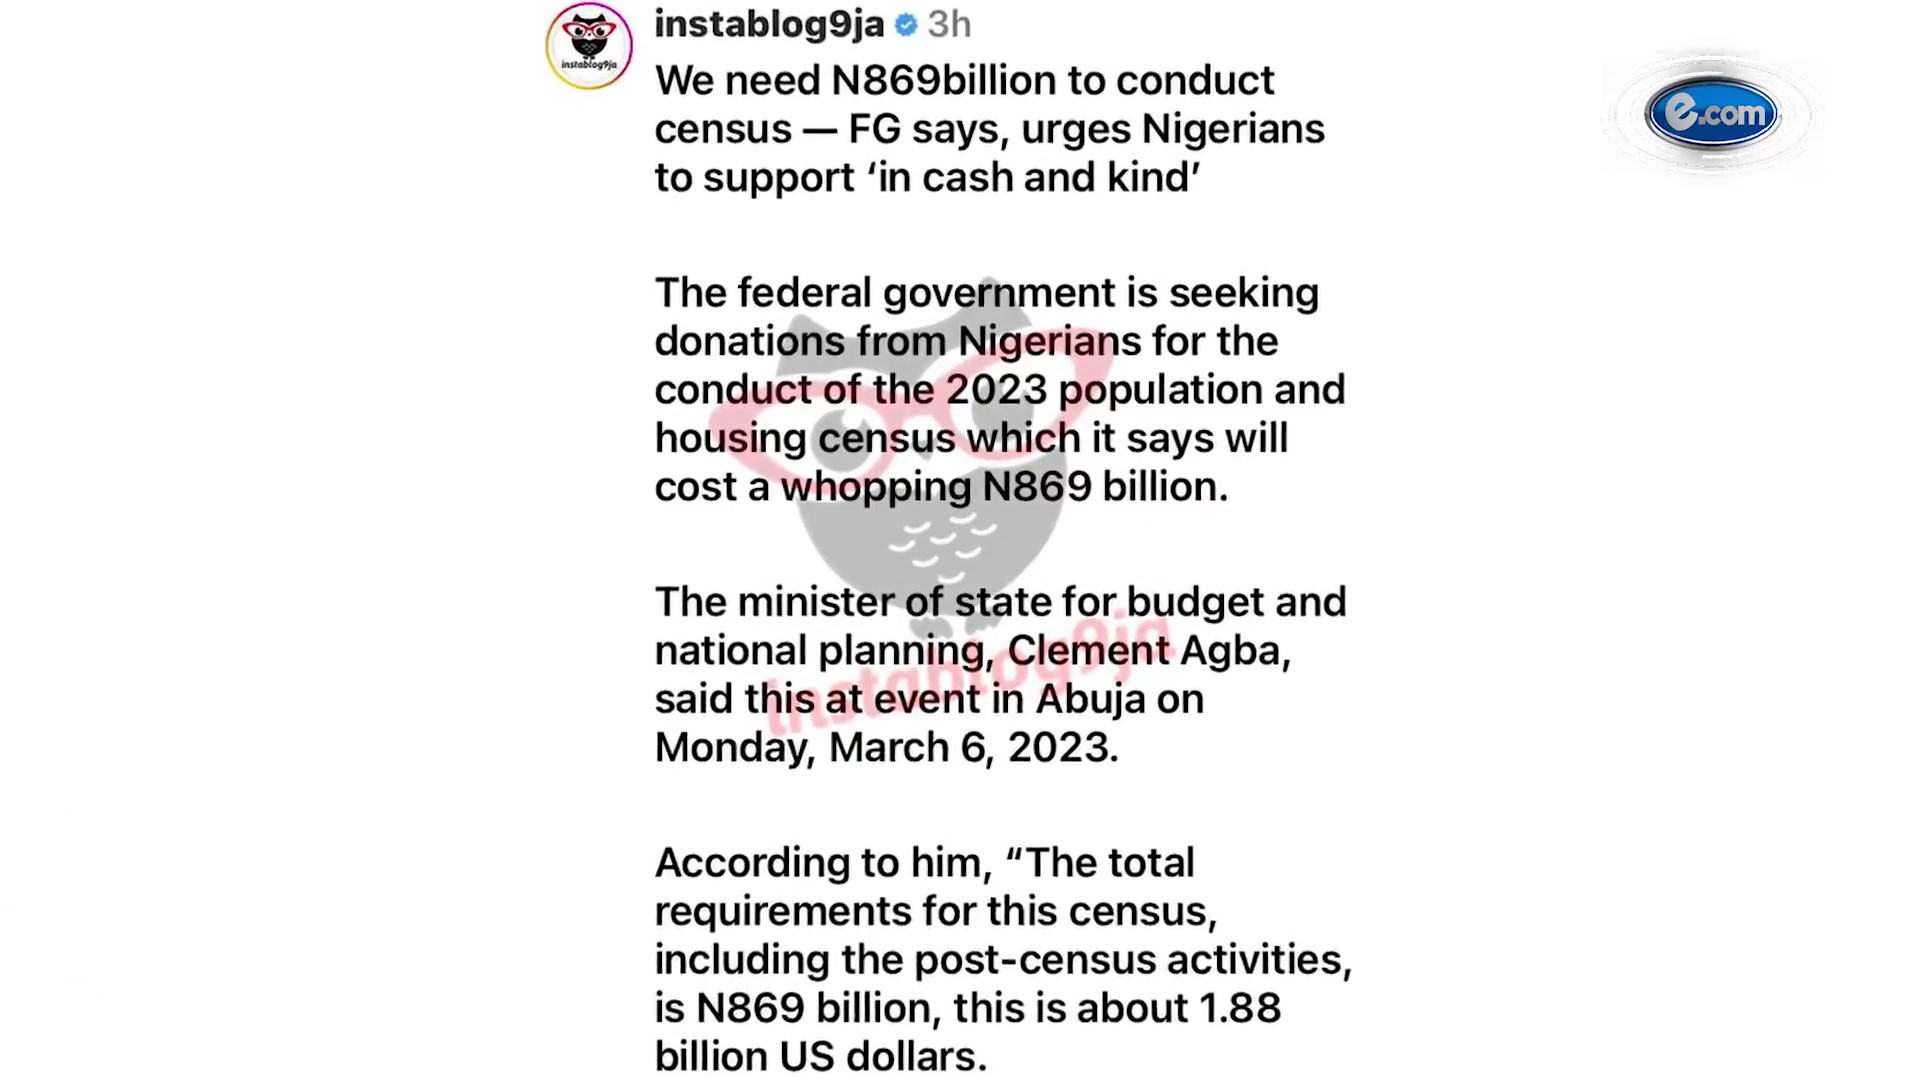 instablog9ja 3h
We need N869billion to conduct
census — FG says, urges Nigerians
to support ‘in cash and kind’
The federal government is seeking
donations from Nigerians for the
conduct of the 2023 population and
housing census which it says will
cost a whopping N869 billion.
The minister of state for budget and
national planning, Clement Agba,
said this at event in Abuja on
Monday, March 6, 2023.
According to him, “The total
requirements for this census,
including the post-census activities,
is N869 billion, this is about 1.88
billion US dollars.
instablog9ja
instablog9ja
e.com